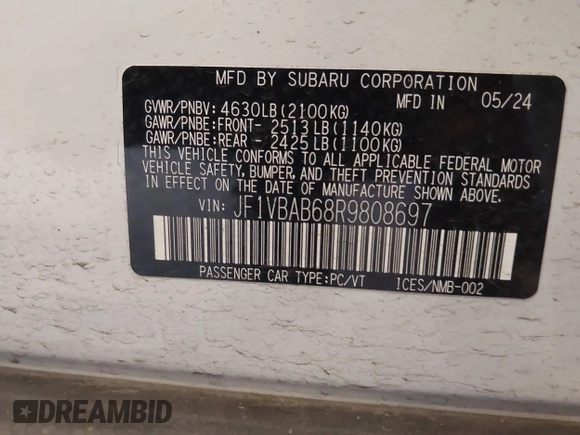 MFD BY SUBARU CORPORATION
MFD IN 05/24
GVWR/PNBV: 4630LB(2100KG)
GAWR/PNBE:FRONT- 2513LB(1140KG)
GAWR/PNBE:REAR - 2425LB(1100KG)
THIS VEHICLE CONFORMS TO ALL APPLICABLE FEDERAL MOTOR
VEHICLE SAFETY, BUMPER, AND THEFT PREVENTION STANDARDS
IN EFFECT ON THE DATE OF MANUFACTURE SHOWN ABOVE.
VIN: JF1VBAB68R9808697
PASSENGER CAR TYPE:PC/VT ICES/NMB-002
DREAMBID